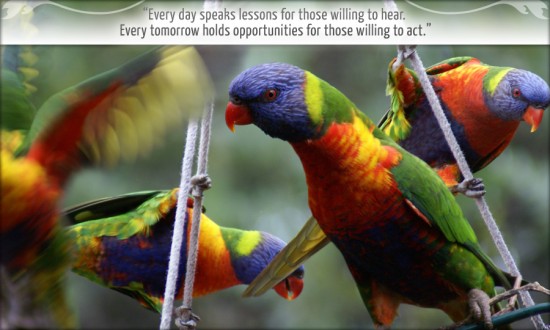 "Every day speaks lessons for those willing to hear.
Every tomorrow holds opportunities for those willing to act."